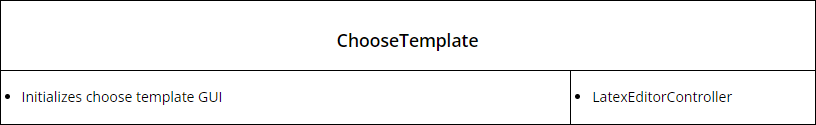 ChooseTemplate
• Initializes choose template GUI
• LatexEditorController